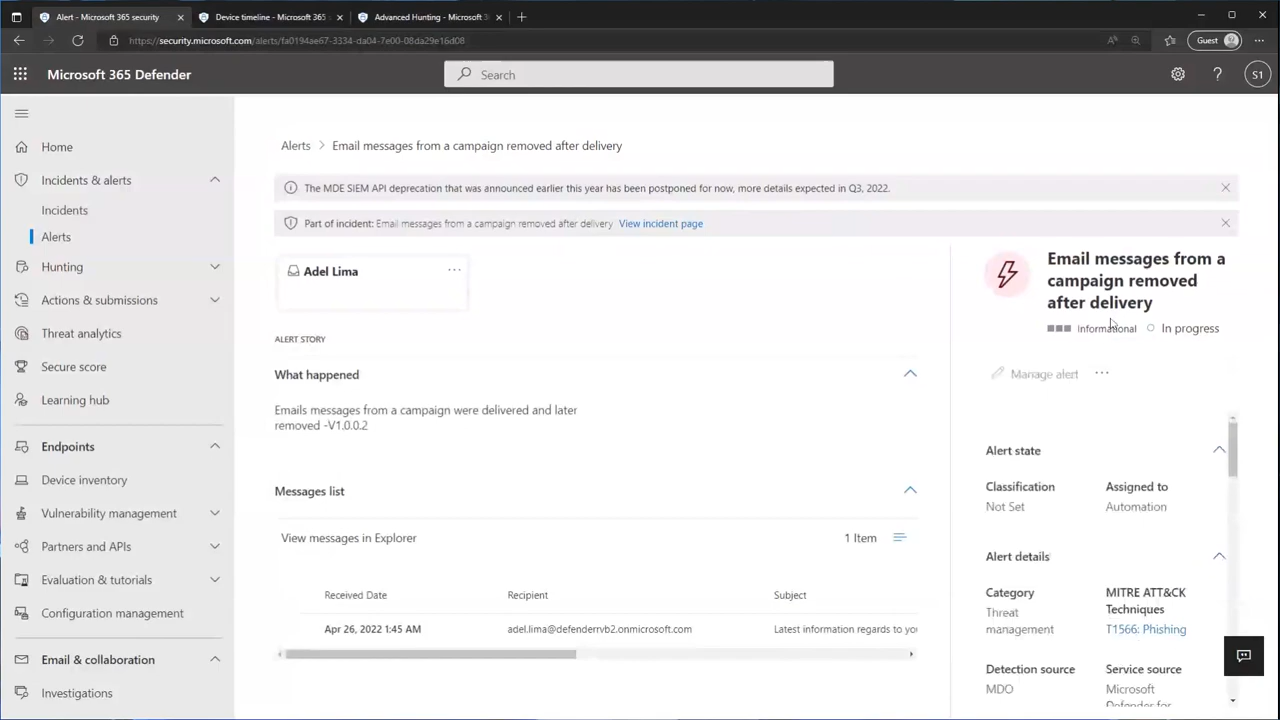 Alert - Microsoft 365 security
Device timeline - Microsoft 365 s
Advanced Hunting - Microsoft 36
https://security.microsoft.com/alerts/fa0194ae67-3334-da04-7e00-08da29e16d08
Guest
Microsoft 365 Defender
Search
S1
Home
Incidents & alerts
Incidents
Alerts
Hunting
Actions & submissions
Threat analytics
Secure score
Learning hub
Endpoints
Device inventory
Vulnerability management
Partners and APIs
Evaluation & tutorials
Configuration management
Email & collaboration
Investigations
Alerts > Email messages from a campaign removed after delivery
The MDE SIEM API deprecation that was announced earlier this year has been postponed for now, more details expected in Q3, 2022.
Part of incident: Email messages from a campaign removed after delivery View incident page
Adel Lima
ALERT STORY
What happened
Emails messages from a campaign were delivered and later
removed -V1.0.0.2
Messages list
View messages in Explorer
1 Item
Received Date Recipient Subject
Apr 26, 2022 1:45 AM adel.lima@defenderrvb2.onmicrosoft.com Latest information regards to you
Email messages from a
campaign removed
after delivery
Informational In progress
Manage alert
Alert state
Classification
Not Set
Assigned to
Automation
Alert details
Category
Threat
management
MITRE ATT&CK
Techniques
T1566: Phishing
Detection source
MDO
Service source
Microsoft
Defender for